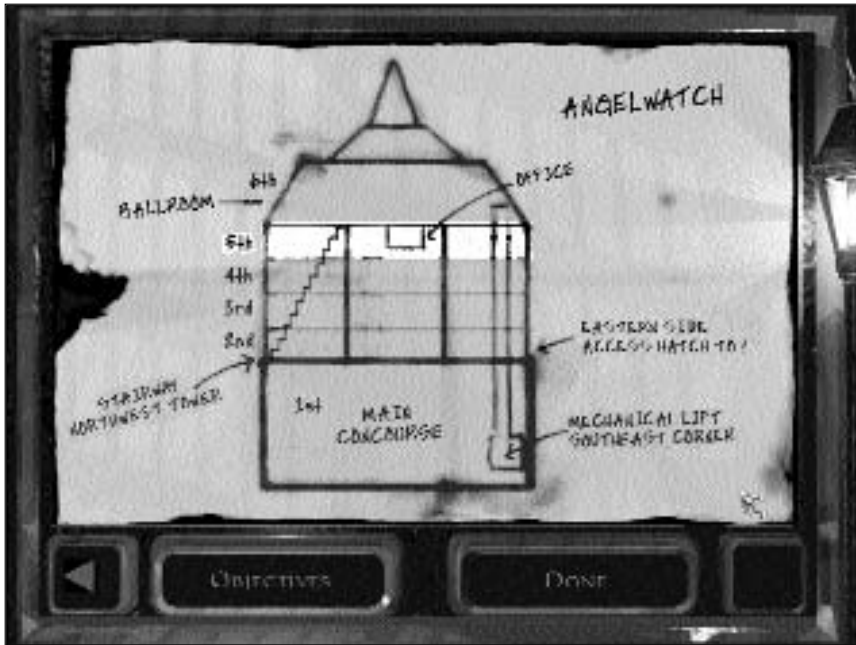 ANGELWATCH
6th
OFFICE
BALLROOM
5th
4th
3rd
2nd
EASTERN SIDE
ACCESS HATCH TO?
STAIRWAY
NORTHWEST TOWER
1st
MAIN
CONCOURSE
MECHANICAL LIFT
SOUTHEAST CORNER
OBJECTIVES
DONE